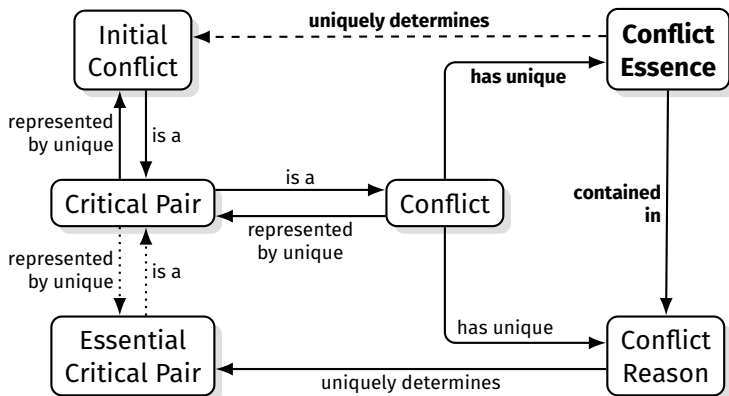 uniquely determines
Initial
Conflict
Conflict
Essence
has unique
represented
by unique
is a
is a
contained
in
Critical Pair
Conflict
represented
by unique
represented
by unique
is a
Essential
Critical Pair
has unique
Conflict
Reason
uniquely determines